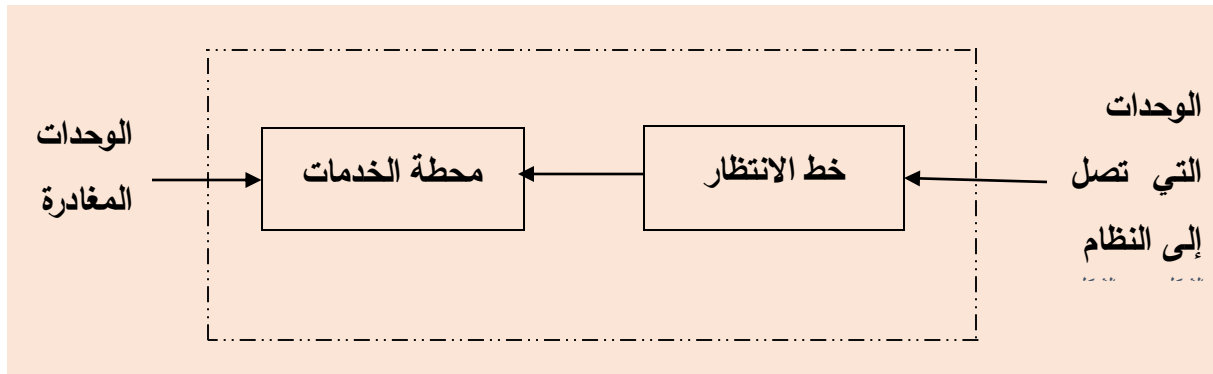 الوحدات
التي تصل
إلى النظام
خط الانتظار
محطة الخدمات
الوحدات
المغادرة